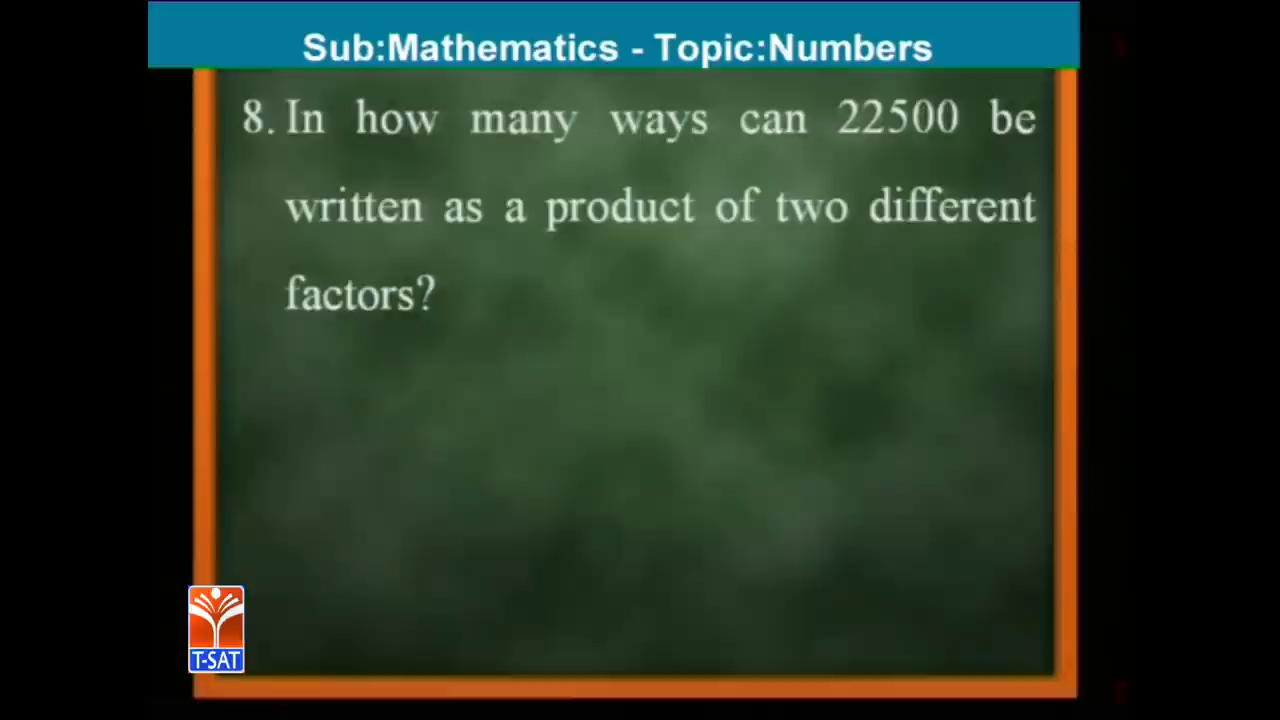 Sub:Mathematics - Topic:Numbers
8. In how many ways can 22500 be
written as a product of two different
factors?
T-SAT